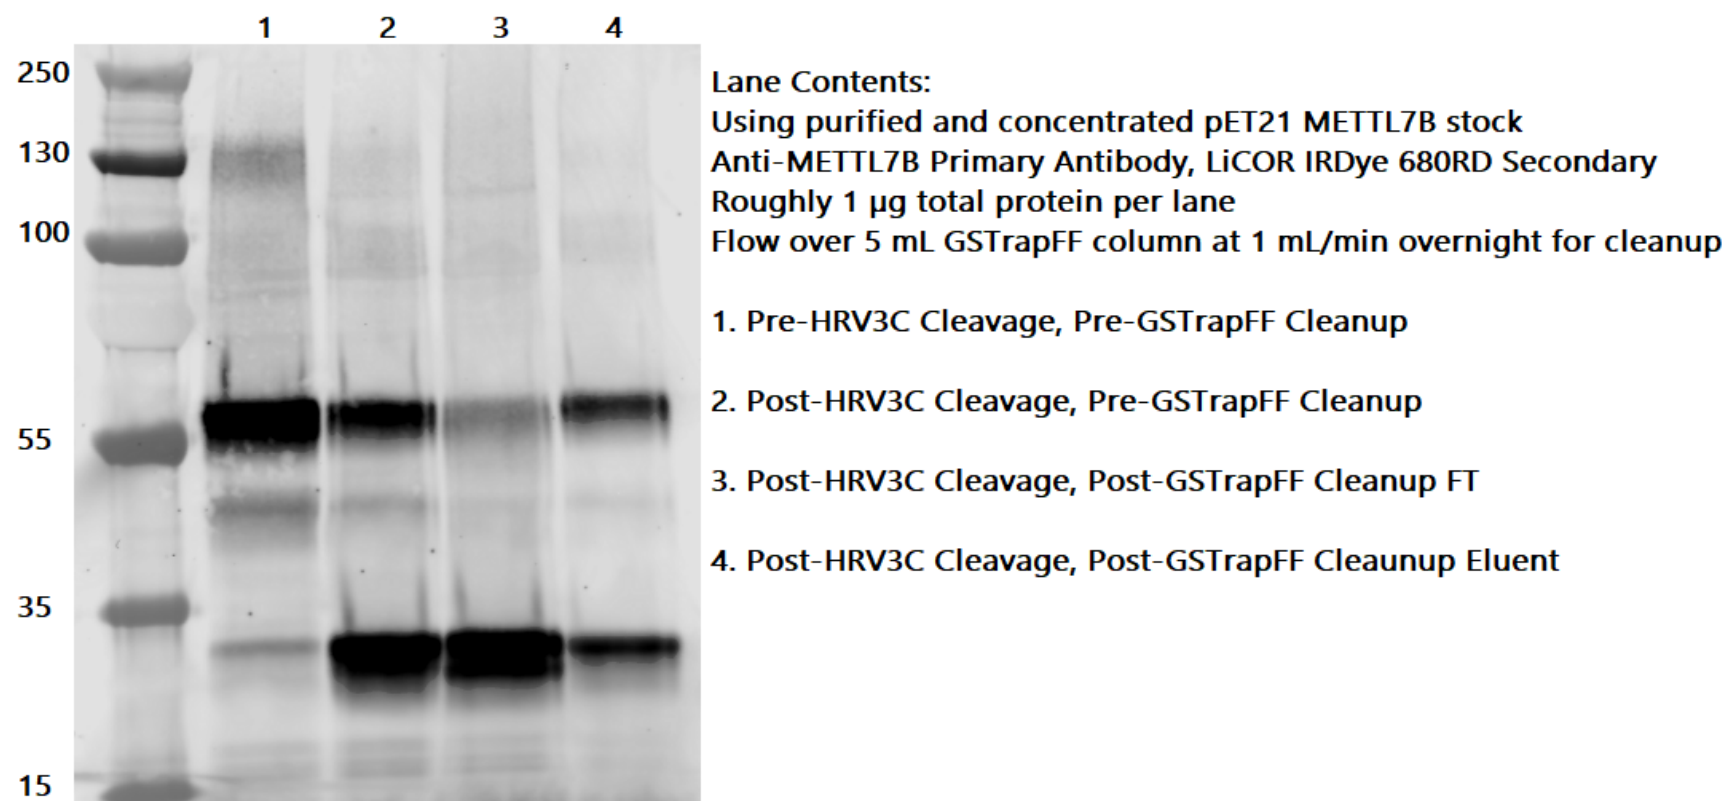 1 2 3 4
250
130
100
55
35
15
Lane Contents:
Using purified and concentrated pET21 METTL7B stock
Anti-METTL7B Primary Antibody, LiCOR IRDye 680RD Secondary
Roughly 1 µg total protein per lane
Flow over 5 mL GSTrapFF column at 1 mL/min overnight for cleanup
1. Pre-HRV3C Cleavage, Pre-GSTrapFF Cleanup
2. Post-HRV3C Cleavage, Pre-GSTrapFF Cleanup
3. Post-HRV3C Cleavage, Post-GSTrapFF Cleanup FT
4. Post-HRV3C Cleavage, Post-GSTrapFF Cleaunup Eluent